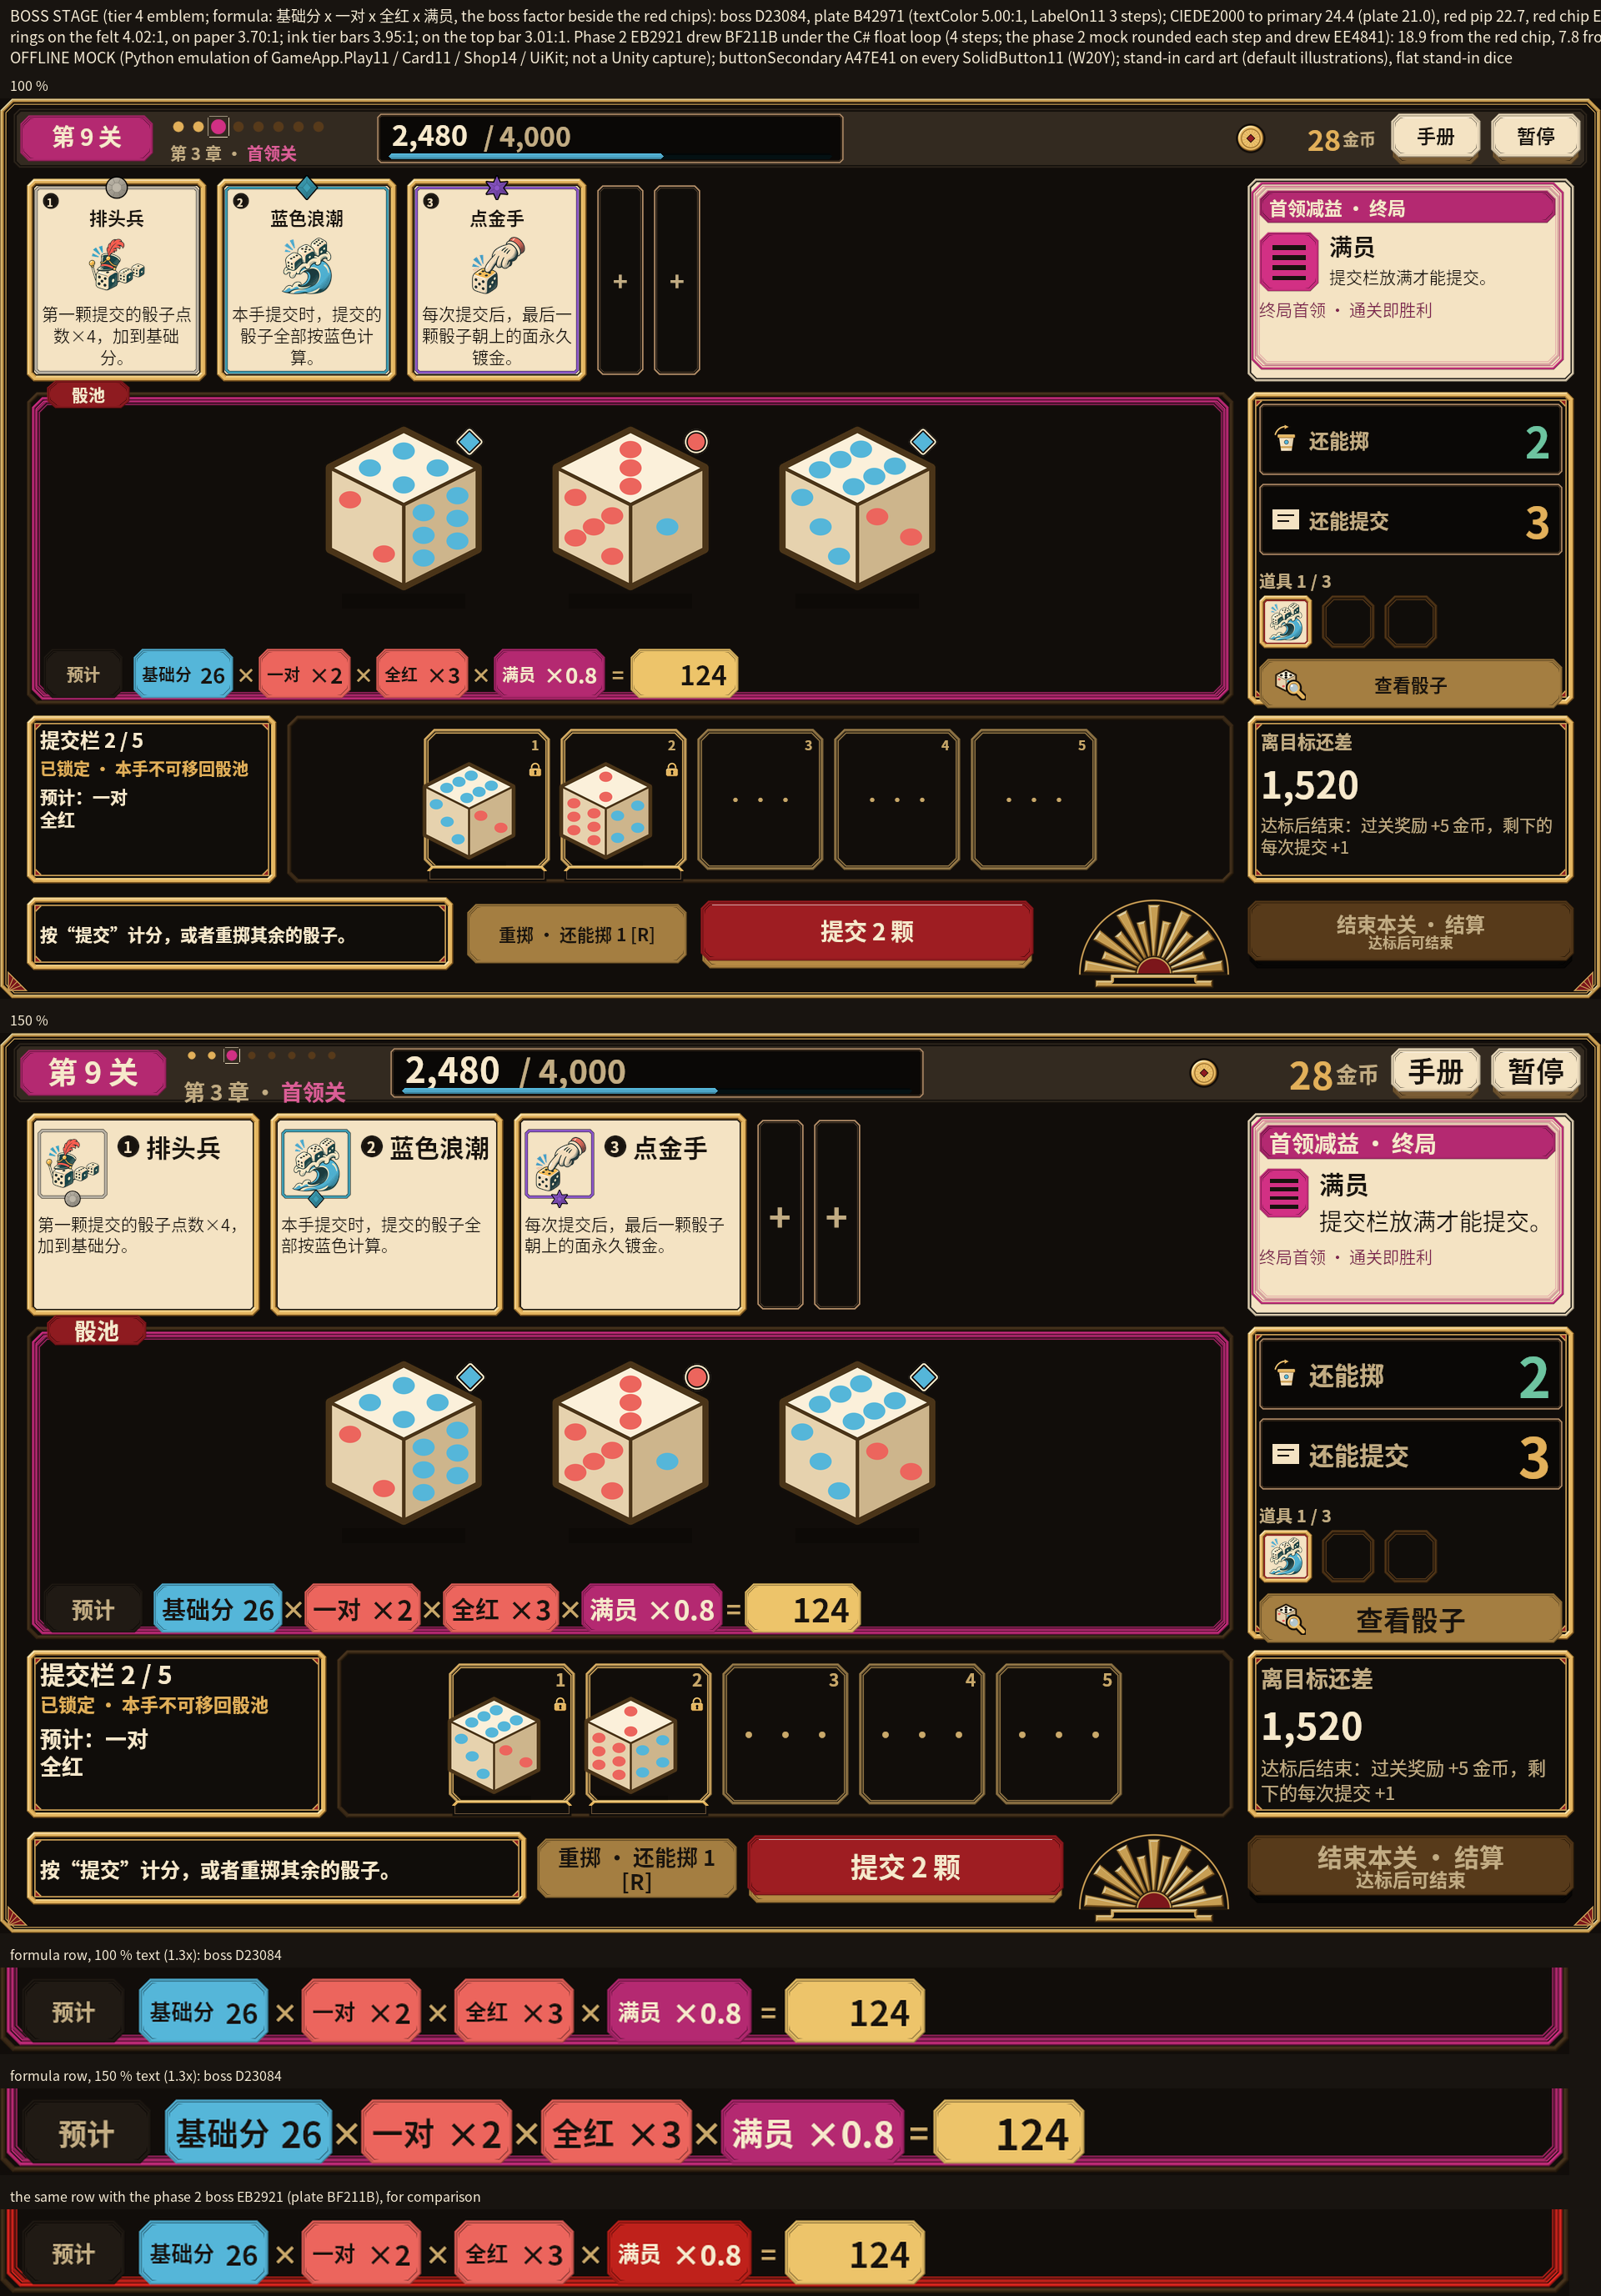 BOSS STAGE (tier 4 emblem; formula: 基础分 x 一对 x 全红 x 满员, the boss factor beside the red chips): boss D23084, plate B42971 (textColor 5.00:1, LabelOn11 3 steps); CIEDE2000 to primary 24.4 (plate 21.0), red pip 22.7, red chip E
rings on the felt 4.02:1, on paper 3.70:1; ink tier bars 3.95:1; on the top bar 3.01:1. Phase 2 EB2921 drew BF211B under the C# float loop (4 steps; the phase 2 mock rounded each step and drew EE4841): 18.9 from the red chip, 7.8 fro
OFFLINE MOCK (Python emulation of GameApp.Play11 / Card11 / Shop14 / UiKit; not a Unity capture); buttonSecondary A47E41 on every SolidButton11 (W20Y); stand-in card art (default illustrations), flat stand-in dice
100 %
第 9 关
第 3 章 · 首领关
2,480 / 4,000
28金币
手册
暂停
1
排头兵
第一颗提交的骰子点
数×4，加到基础
分。
2
蓝色浪潮
本手提交时，提交的
骰子全部按蓝色计
算。
3
点金手
每次提交后，最后一
颗骰子朝上的面永久
镀金。
+
+
首领减益 · 终局
满员
提交栏放满才能提交。
终局首领 · 通关即胜利
骰池
预计 基础分 26 × 一对 ×2 × 全红 ×3 × 满员 ×0.8 = 124
还能掷 2
还能提交 3
道具 1 / 3
查看骰子
提交栏 2 / 5
已锁定 · 本手不可移回骰池
预计：一对
全红
1
2
3
4
5
离目标还差
1,520
达标后结束：过关奖励 +5 金币，剩下的
每次提交 +1
按“提交”计分，或者重掷其余的骰子。
重掷 · 还能掷 1 [R]
提交 2 颗
结束本关 · 结算
达标后可结束
150 %
第 9 关
第 3 章 · 首领关
2,480 / 4,000
28金币
手册
暂停
1 排头兵
第一颗提交的骰子点数×4，
加到基础分。
2 蓝色浪潮
本手提交时，提交的骰子全
部按蓝色计算。
3 点金手
每次提交后，最后一颗骰子
朝上的面永久镀金。
+
+
首领减益 · 终局
满员
提交栏放满才能提交。
终局首领 · 通关即胜利
骰池
预计 基础分 26 × 一对 ×2 × 全红 ×3 × 满员 ×0.8 = 124
还能掷 2
还能提交 3
道具 1 / 3
查看骰子
提交栏 2 / 5
已锁定 · 本手不可移回骰池
预计：一对
全红
1
2
3
4
5
离目标还差
1,520
达标后结束：过关奖励 +5 金币，剩
下的每次提交 +1
按“提交”计分，或者重掷其余的骰子。
重掷 · 还能掷 1
[R]
提交 2 颗
结束本关 · 结算
达标后可结束
formula row, 100 % text (1.3x): boss D23084
预计 基础分 26 × 一对 ×2 × 全红 ×3 × 满员 ×0.8 = 124
formula row, 150 % text (1.3x): boss D23084
预计 基础分 26 × 一对 ×2 × 全红 ×3 × 满员 ×0.8 = 124
the same row with the phase 2 boss EB2921 (plate BF211B), for comparison
预计 基础分 26 × 一对 ×2 × 全红 ×3 × 满员 ×0.8 = 124